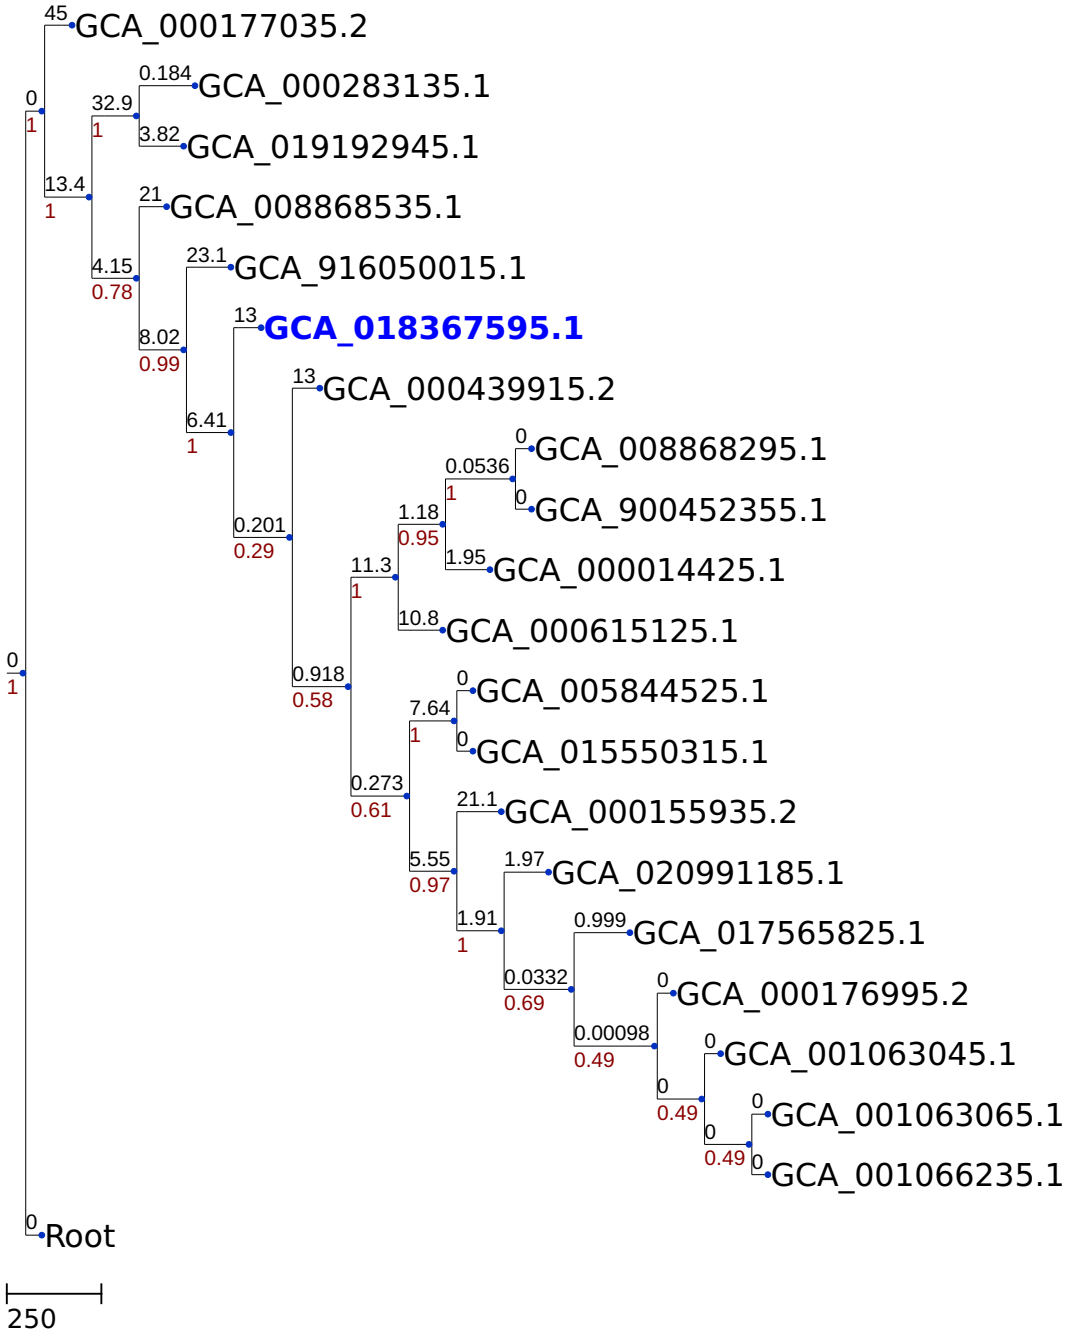 45 GCA_000177035.2
0.184 GCA_000283135.1
0
32.9
1
1
3.82 GCA_019192945.1
13.4
1
21 GCA_008868535.1
4.15
0.78
23.1 GCA_916050015.1
13 GCA_018367595.1
8.02
0.99
13 GCA_000439915.2
6.41
1
0 GCA_008868295.1
0.0536
1
0 GCA_900452355.1
1.18
0.95
0.201
0.29
1.95 GCA_000014425.1
11.3
1
10.8 GCA_000615125.1
0
1
0.918
0.58
0 GCA_005844525.1
7.64
1
0 GCA_015550315.1
0.273
0.61
21.1 GCA_000155935.2
5.55
0.97
1.97 GCA_020991185.1
1.91
1
0.999 GCA_017565825.1
0.0332
0.69
0 GCA_000176995.2
0.00098
0.49
0 GCA_001063045.1
0
0.49
0 GCA_001063065.1
0
0.49
0 GCA_001066235.1
0 Root
250